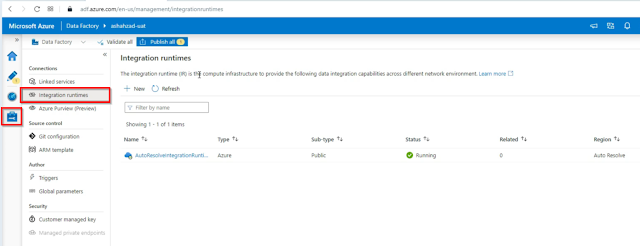 adf.azure.com/en-us/management/integrationruntimes
Microsoft Azure | Data Factory ▸ ashahzad-uat
Data Factory Validate all Publish all 1
Connections
Linked services
Integration runtimes
Azure Purview (Preview)
Source control
Git configuration
ARM template
Author
Triggers
Global parameters
Security
Customer managed key
Managed private endpoints
Integration runtimes
The integration runtime (IR) is the compute infrastructure to provide the following data integration capabilities across different network environment. Learn more
New Refresh
Filter by name
Showing 1 - 1 of 1 items
Name Type Sub-type Status Related Region
AutoResolveIntegrationRunti... Azure Public Running 0 Auto Resolve